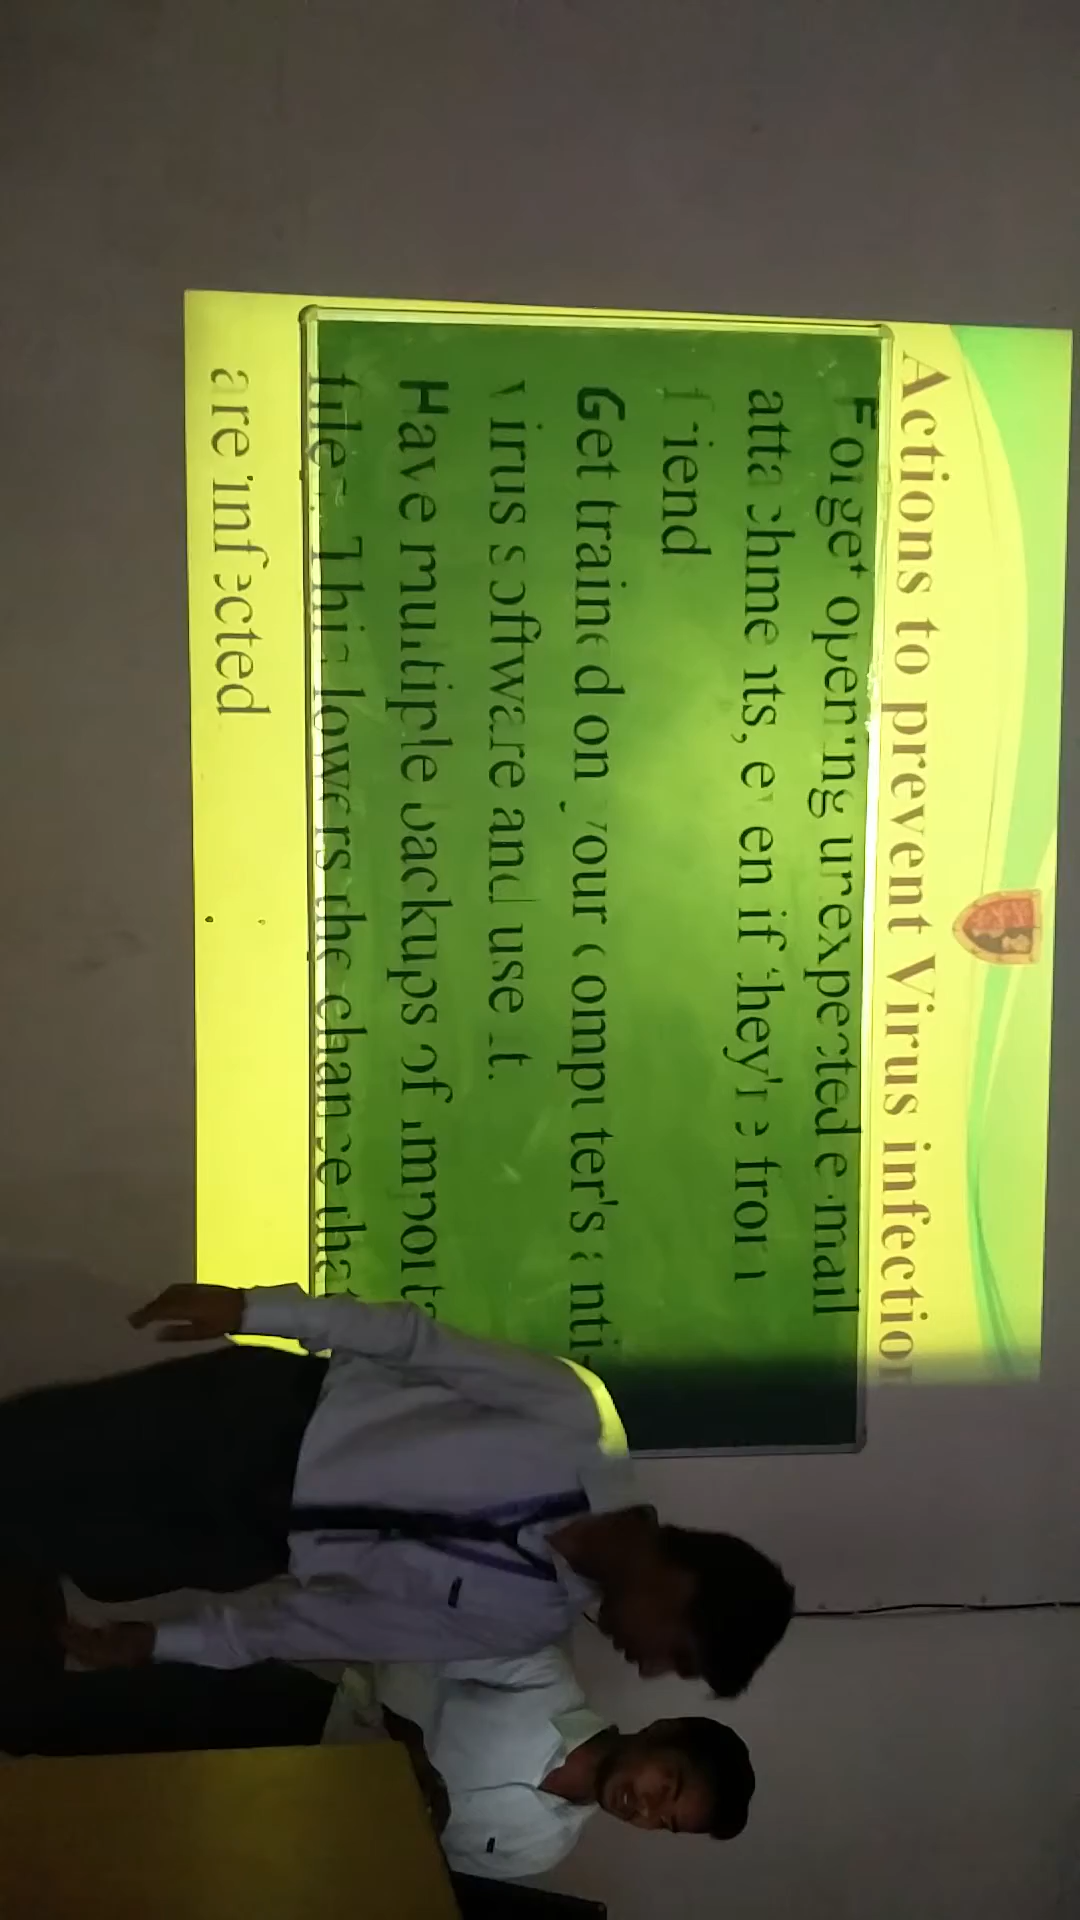 Actions to prevent Virus infection
Forget opening unexpected e-mail
attachments, even if they're from
friend
Get trained on your computer's anti-
virus software and use it.
Have multiple backups of
files. This lowers the chance that
are infected